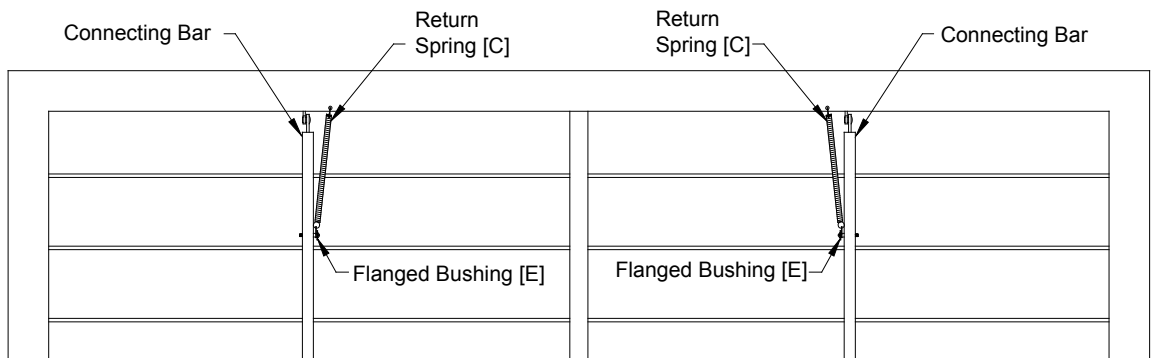 Connecting Bar
Return
Spring [C]
Return
Spring [C]
Connecting Bar
Flanged Bushing [E]
Flanged Bushing [E]